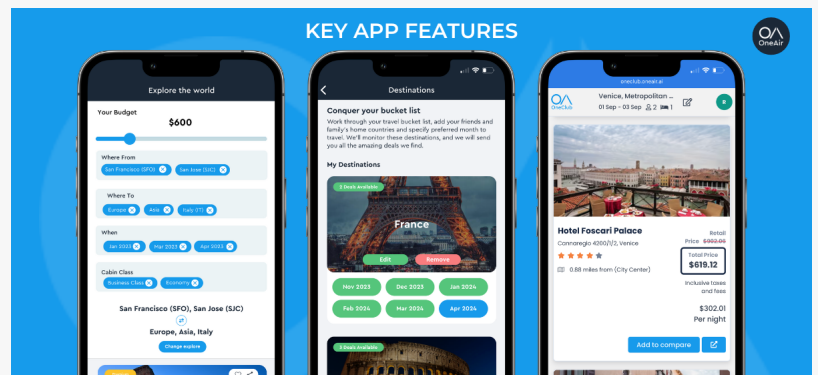 KEY APP FEATURES
OneAir
Explore the world
Your Budget
$600
Where From
San Francisco (SFO)
San Jose (SJC)
Where To
Europe
Asia
Italy (IT)
When
Jan 2023
Mar 2023
Apr 2023
Cabin Class
Business Class
Economy
San Francisco (SFO), San Jose (SJC)
Europe, Asia, Italy
Change explore
Destinations
Conquer your bucket list
Work through your travel bucket list, add your friends and
family's home countries and specify preferred month to
travel. We'll monitor these destinations, and we will send
you all the amazing deals we find.
My Destinations
2 Deals Available
France
Edit
Remove
Nov 2023
Dec 2023
Jan 2024
Feb 2024
Mar 2024
Apr 2024
2 Deals Available
oneclub.oneair.ai
OneClub
Venice, Metropolitan ...
01 Sep - 03 Sep
2
1
Hotel Foscari Palace
Cannaregio 4200/1/2, Venice
0.88 miles from (City Center)
Retail
Price
Total Price
$619.12
Inclusive taxes
and fees
$302.01
Per night
Add to compare